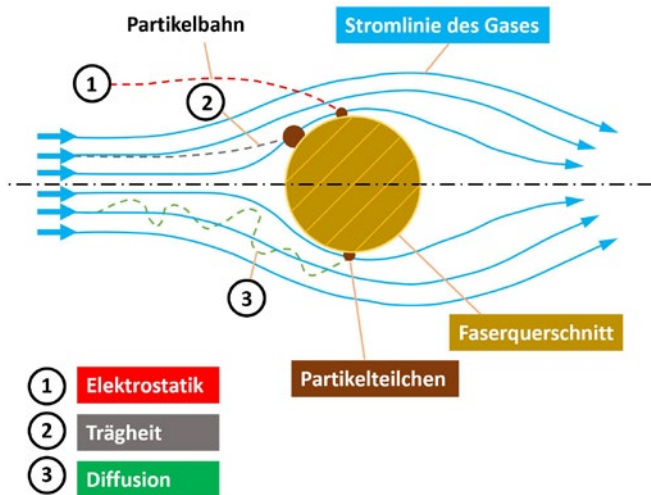 Partikelbahn
Stromlinie des Gases
1
2
3
Faserquerschnitt
Partikelteilchen
1 Elektrostatik
2 Trägheit
3 Diffusion